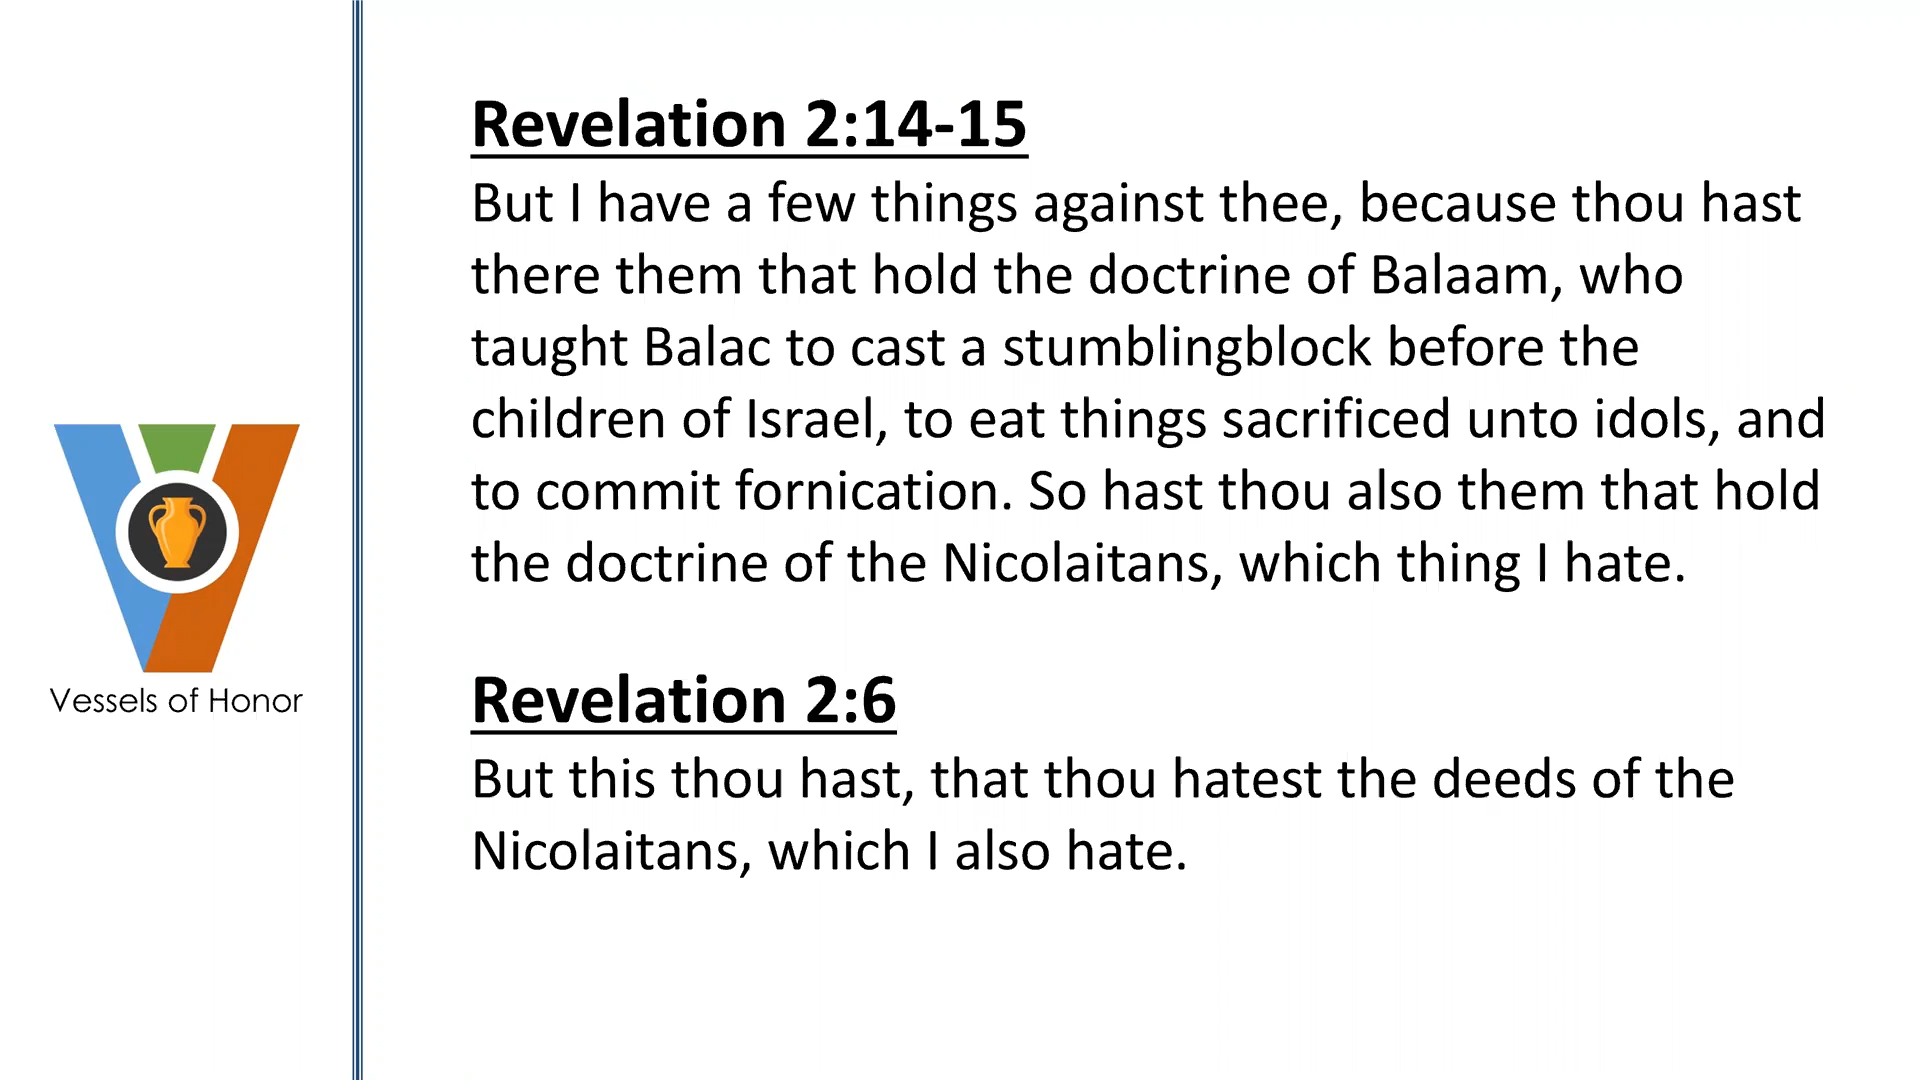 Revelation 2:14-15
But I have a few things against thee, because thou hast
there them that hold the doctrine of Balaam, who
taught Balac to cast a stumblingblock before the
children of Israel, to eat things sacrificed unto idols, and
to commit fornication. So hast thou also them that hold
the doctrine of the Nicolaitans, which thing I hate.
Revelation 2:6
But this thou hast, that thou hatest the deeds of the
Nicolaitans, which I also hate.
Vessels of Honor